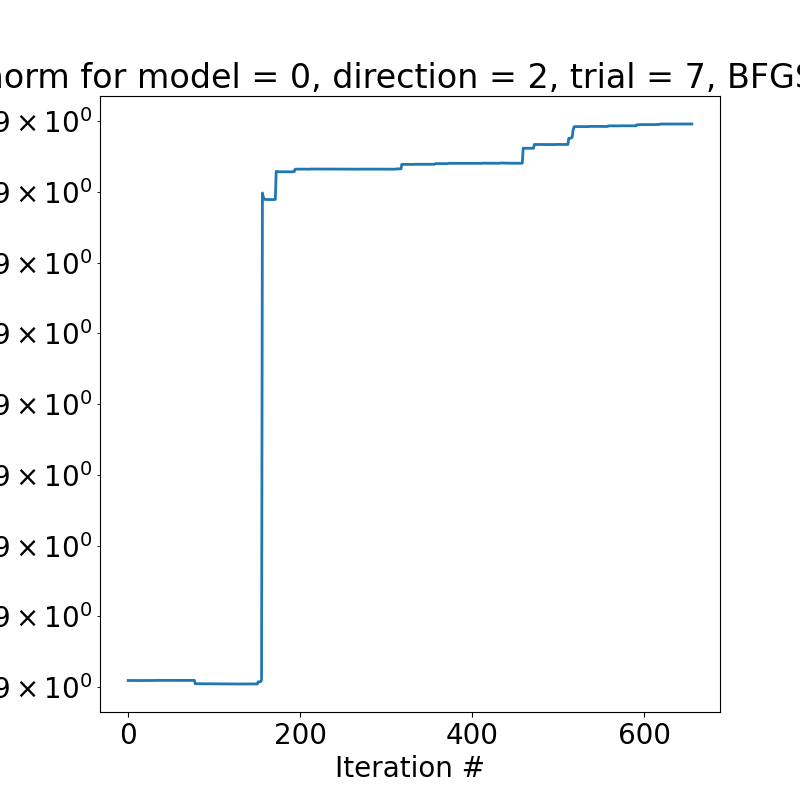 norm for model = 0, direction = 2, trial = 7, BFGS
9 × 10⁰
9 × 10⁰
9 × 10⁰
9 × 10⁰
9 × 10⁰
9 × 10⁰
9 × 10⁰
9 × 10⁰
9 × 10⁰
0 200 400 600
Iteration #